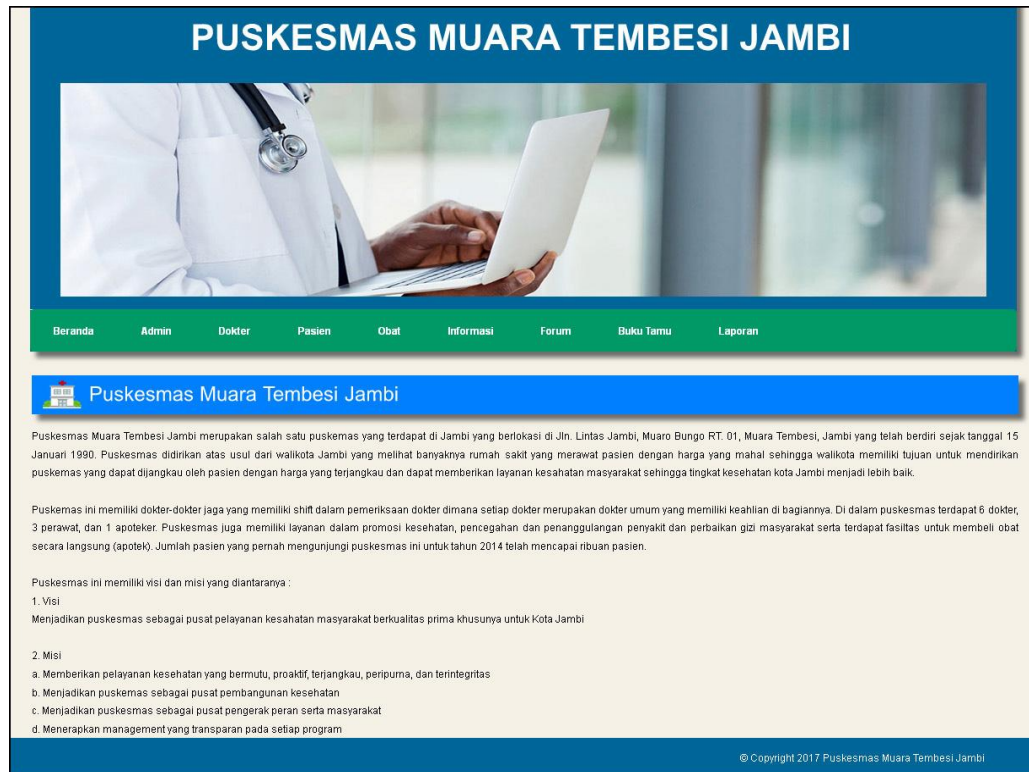 PUSKESMAS MUARA TEMBESI JAMBI
Beranda Admin Dokter Pasien Obat Informasi Forum Buku Tamu Laporan
Puskesmas Muara Tembesi Jambi
Puskesmas Muara Tembesi Jambi merupakan salah satu puskemas yang terdapat di Jambi yang berlokasi di Jln. Lintas Jambi, Muaro Bungo RT. 01, Muara Tembesi, Jambi yang telah berdiri sejak tanggal 15
Januari 1990. Puskesmas didirikan atas usul dari walikota Jambi yang melihat banyaknya rumah sakit yang merawat pasien dengan harga yang mahal sehingga walikota memiliki tujuan untuk mendirikan
puskemas yang dapat dijangkau oleh pasien dengan harga yang terjangkau dan dapat memberikan layanan kesahatan masyarakat sehingga tingkat kesehatan kota Jambi menjadi lebih baik.
Puskemas ini memiliki dokter-dokter jaga yang memiliki shift dalam pemeriksaan dokter dimana setiap dokter merupakan dokter umum yang memiliki keahlian di bagiannya. Di dalam puskesmas terdapat 6 dokter,
3 perawat, dan 1 apoteker. Puskesmas juga memiliki layanan dalam promosi kesehatan, pencegahan dan penanggulangan penyakit dan perbaikan gizi masyarakat serta terdapat fasiltas untuk membeli obat
secara langsung (apotek). Jumlah pasien yang pernah mengunjungi puskesmas ini untuk tahun 2014 telah mencapai ribuan pasien.
Puskesmas ini memiliki visi dan misi yang diantaranya :
1. Visi
Menjadikan puskesmas sebagai pusat pelayanan kesahatan masyarakat berkualitas prima khusunya untuk Kota Jambi
2. Misi
a. Memberikan pelayanan kesehatan yang bermutu, proaktif, terjangkau, peripurna, dan terintegritas
b. Menjadikan puskemas sebagai pusat pembangunan kesehatan
c. Menjadikan puskesmas sebagai pusat pengerak peran serta masyarakat
d. Menerapkan management yang transparan pada setiap program
© Copyright 2017 Puskesmas Muara Tembesi Jambi